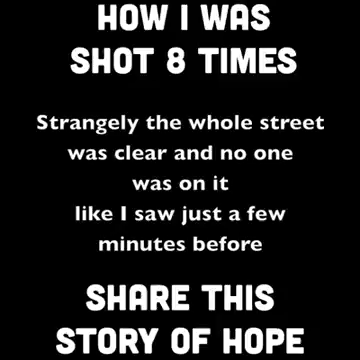 HOW I WAS
SHOT 8 TIMES
Strangely the whole street
was clear and no one
was on it
like I saw just a few
minutes before
SHARE THIS
STORY OF HOPE